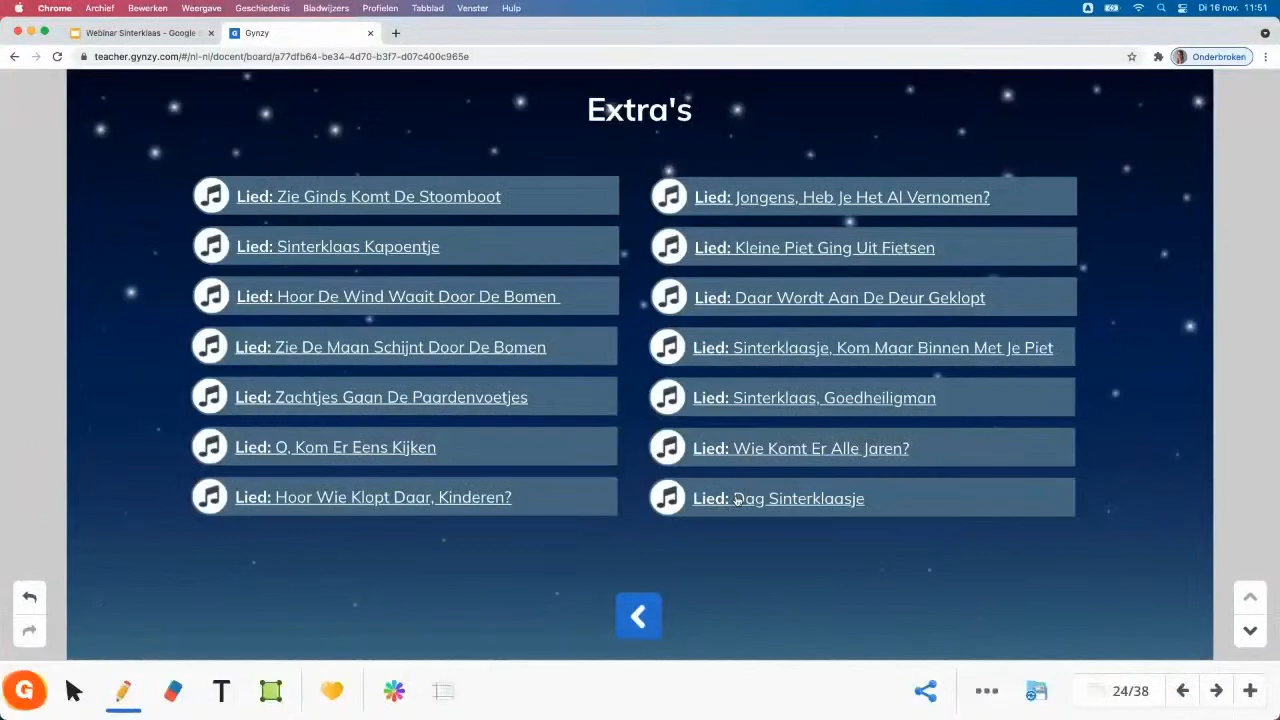 Chrome Archief Bewerken Weergave Geschiedenis Bladwijzers Profielen Tabblad Venster Hulp Di 16 nov. 11:51
Webinar Sinterklaas - Google Gynzy
teacher.gynzy.com/#/nl-nl/docent/board/a77dfb64-be34-4d70-b3f7-d07c400c965e Onderbroken
Extra's
Lied: Zie Ginds Komt De Stoomboot
Lied: Sinterklaas Kapoentje
Lied: Hoor De Wind Waait Door De Bomen
Lied: Zie De Maan Schijnt Door De Bomen
Lied: Zachtjes Gaan De Paardenvoetjes
Lied: O, Kom Er Eens Kijken
Lied: Hoor Wie Klopt Daar, Kinderen?
Lied: Jongens, Heb Je Het Al Vernomen?
Lied: Kleine Piet Ging Uit Fietsen
Lied: Daar Wordt Aan De Deur Geklopt
Lied: Sinterklaasje, Kom Maar Binnen Met Je Piet
Lied: Sinterklaas, Goedheiligman
Lied: Wie Komt Er Alle Jaren?
Lied: Dag Sinterklaasje
G T 24/38